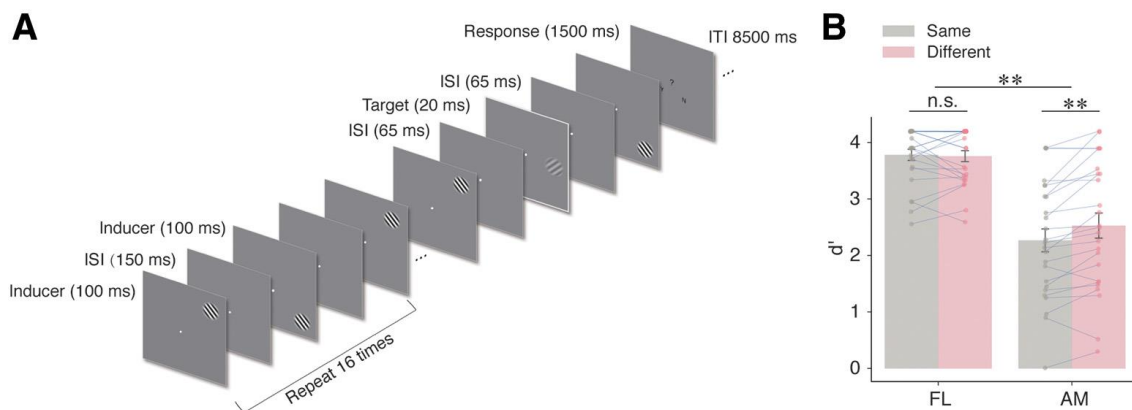 A
Inducer (100 ms)
ISI (150 ms)
Inducer (100 ms)
Repeat 16 times
ISI (65 ms)
Target (20 ms)
ISI (65 ms)
Response (1500 ms)
?
N
ITI 8500 ms
B
Same
Different
**
n.s.
**
d'
4
3
2
1
0
FL
AM